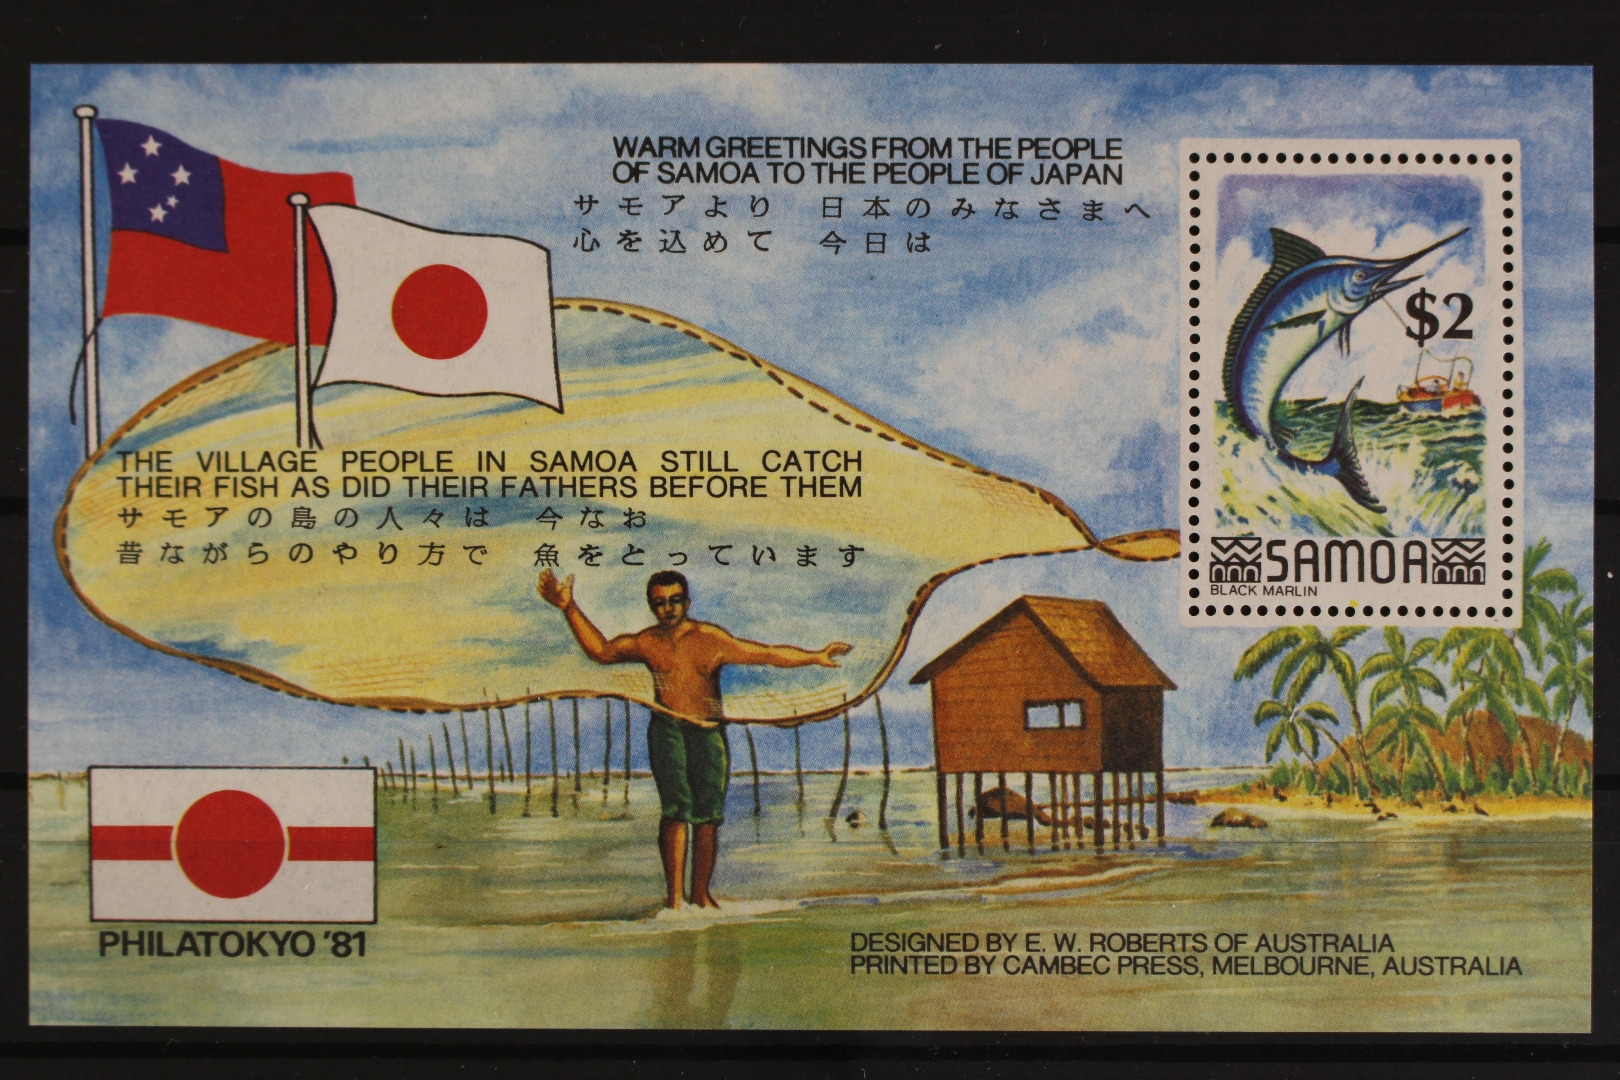 WARM GREETINGS FROM THE PEOPLE
OF SAMOA TO THE PEOPLE OF JAPAN
サモアより 日本のみなさまへ
心を込めて 今日は
$2
SAMOA
BLACK MARLIN
THE VILLAGE PEOPLE IN SAMOA STILL CATCH
THEIR FISH AS DID THEIR FATHERS BEFORE THEM
サモアの島の人々は 今なお
昔ながらのやり方で 魚をとっています
PHILATOKYO '81
DESIGNED BY E. W. ROBERTS OF AUSTRALIA
PRINTED BY CAMBEC PRESS, MELBOURNE, AUSTRALIA